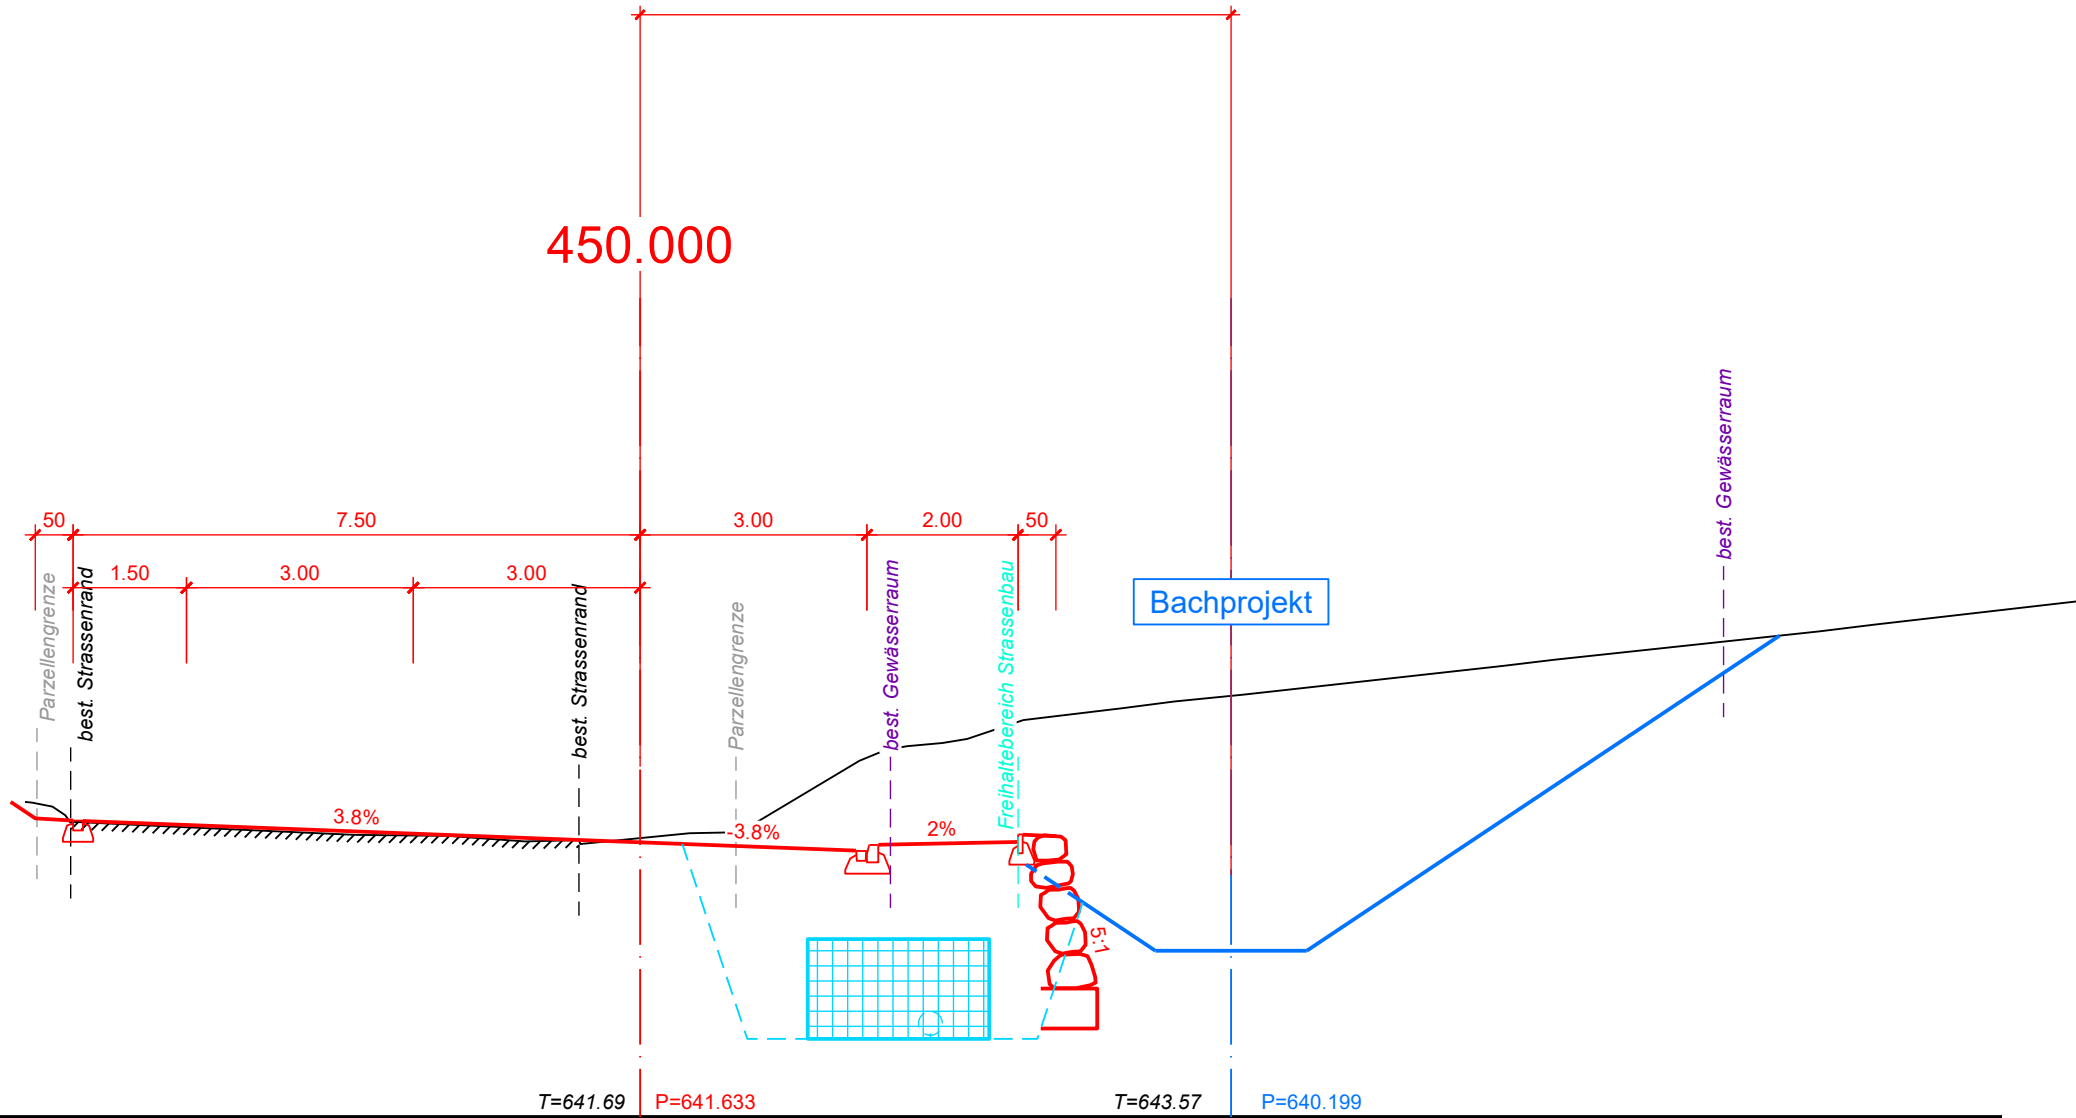 450.000
best. Gewässerraum
50
7.50
3.00
2.00
50
1.50
3.00
3.00
Parzellengrenze
best. Strassenrand
best. Strassenrand
Parzellengrenze
best. Gewässerraum
Freihaltebereich Strassenbau
Bachprojekt
3.8%
-3.8%
2%
5:1
T=641.69
P=641.633
T=643.57
P=640.199